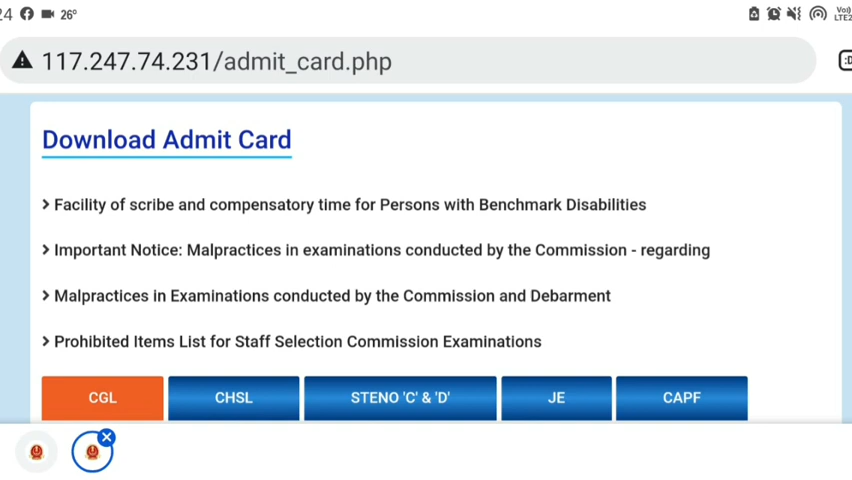 24 26°
Vo)
LTE2
117.247.74.231/admit_card.php
:D
Download Admit Card
Facility of scribe and compensatory time for Persons with Benchmark Disabilities
Important Notice: Malpractices in examinations conducted by the Commission - regarding
Malpractices in Examinations conducted by the Commission and Debarment
Prohibited Items List for Staff Selection Commission Examinations
CGL CHSL STENO 'C' & 'D' JE CAPF